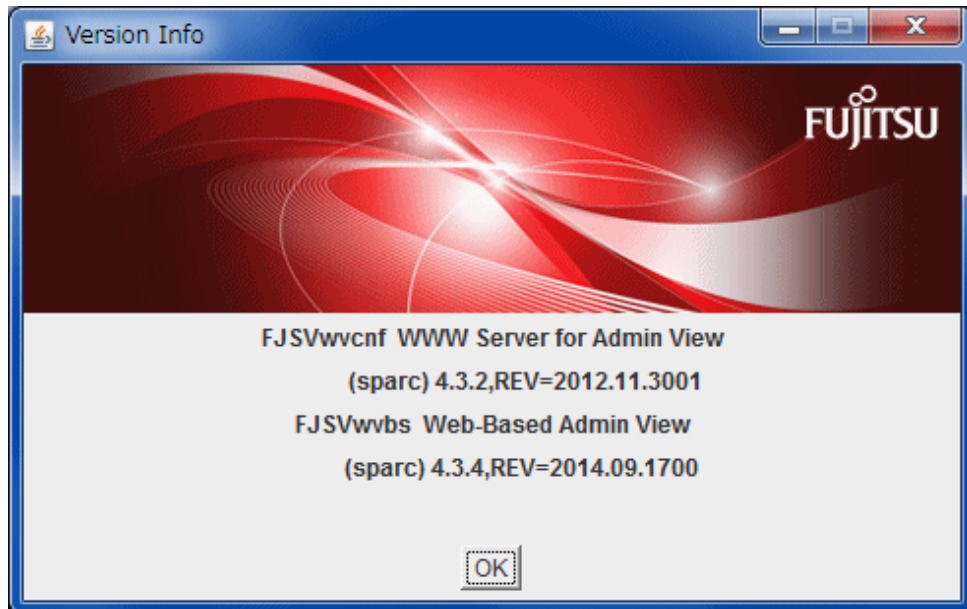 Version Info
FUJITSU
FJSVwvcnf WWW Server for Admin View
(sparc) 4.3.2,REV=2012.11.3001
FJSVwvbs Web-Based Admin View
(sparc) 4.3.4,REV=2014.09.1700
OK